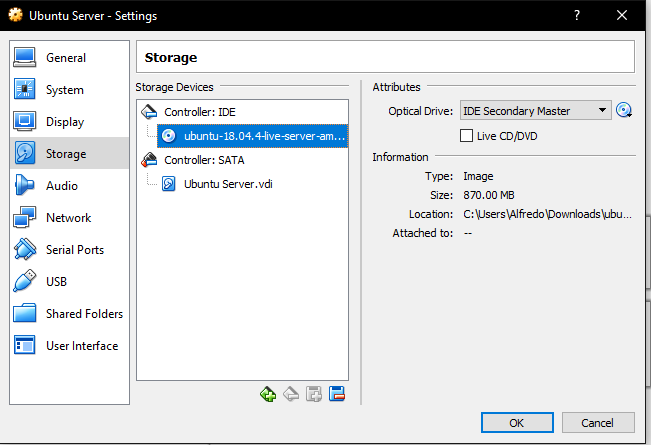 Ubuntu Server - Settings
General
System
Display
Storage
Audio
Network
Serial Ports
USB
Shared Folders
User Interface
Storage
Storage Devices
Controller: IDE
ubuntu-18.04.4-live-server-am...
Controller: SATA
Ubuntu Server.vdi
Attributes
Optical Drive: IDE Secondary Master
Live CD/DVD
Information
Type: Image
Size: 870.00 MB
Location: C:\Users\Alfredo\Downloads\ubu...
Attached to: --
OK Cancel